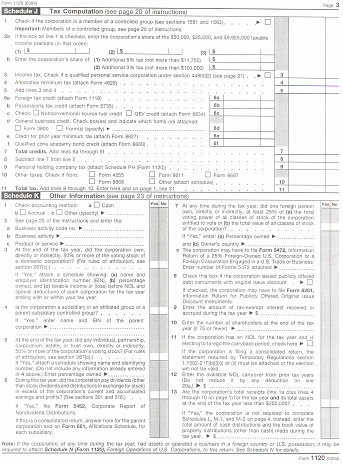 Form 1120 (2004) Page 3
Schedule J Tax Computation (see page 20 of instructions)
1 Check if the corporation is a member of a controlled group (see sections 1561 and 1563).
Important: Members of a controlled group, see page 20 of instructions.
2a If the box on line 1 is checked, enter the corporation's share of the $50,000, $25,000, and $9,925,000 taxable
income brackets (in that order):
(1) $ (2) $ (3) $
b Enter the corporation's share of: (1) Additional 5% tax (not more than $11,750) $
(2) Additional 3% tax (not more than $100,000) $
3 Income tax. Check if a qualified personal service corporation under section 448(d)(2) (see page 21) 3
4 Alternative minimum tax (attach Form 4626) 4
5 Add lines 3 and 4 5
6a Foreign tax credit (attach Form 1118) 6a
b Possessions tax credit (attach Form 5735) 6b
c Check: Nonconventional source fuel credit QEV credit (attach Form 8834) 6c
d General business credit. Check box(es) and indicate which forms are attached.
Form 3800 Form(s) (specify) 6d
e Credit for prior year minimum tax (attach Form 8827) 6e
f Qualified zone academy bond credit (attach Form 8860) 6f
7 Total credits. Add lines 6a through 6f 7
8 Subtract line 7 from line 5 8
9 Personal holding company tax (attach Schedule PH (Form 1120)) 9
10 Other taxes. Check if from: Form 4255 Form 8611 Form 8697
Form 8866 Other (attach schedule) 10
11 Total tax. Add lines 8 through 10. Enter here and on page 1, line 31 11
Schedule K Other Information (see page 23 of instructions)
1 Check accounting method: a Cash Yes No
b Accrual c Other (specify)
2 See page 25 of the instructions and enter the:
a Business activity code no.
b Business activity
c Product or service
3 At the end of the tax year, did the corporation own,
directly or indirectly, 50% or more of the voting stock of
a domestic corporation? (For rules of attribution, see
section 267(c).)
If "Yes," attach a schedule showing: (a) name and
employer identification number (EIN), (b) percentage
owned, and (c) taxable income or (loss) before NOL and
special deductions of such corporation for the tax year
ending with or within your tax year.
4 Is the corporation a subsidiary in an affiliated group or a
parent-subsidiary controlled group?
If "Yes," enter name and EIN of the parent
corporation
5 At the end of the tax year, did any individual, partnership,
corporation, estate, or trust own, directly or indirectly,
50% or more of the corporation's voting stock? (For rules
of attribution, see section 267(c).)
If "Yes," attach a schedule showing name and identifying
number. (Do not include any information already entered
in 4 above.) Enter percentage owned
6 During this tax year, did the corporation pay dividends (other
than stock dividends and distributions in exchange for stock)
in excess of the corporation's current and accumulated
earnings and profits? (See sections 301 and 316.)
If "Yes," file Form 5452, Corporate Report of
Nondividend Distributions.
If this is a consolidated return, answer here for the parent
corporation and on Form 851, Affiliations Schedule, for
each subsidiary.
7 At any time during the tax year, did one foreign person Yes No
own, directly or indirectly, at least 25% of (a) the total
voting power of all classes of stock of the corporation
entitled to vote or (b) the total value of all classes of stock
of the corporation?
If "Yes," enter: (a) Percentage owned
and (b) Owner's country
c The corporation may have to file Form 5472, Information
Return of a 25% Foreign-Owned U.S. Corporation or a
Foreign Corporation Engaged in a U.S. Trade or Business.
Enter number of Forms 5472 attached
8 Check this box if the corporation issued publicly offered
debt instruments with original issue discount
If checked, the corporation may have to file Form 8281,
Information Return for Publicly Offered Original Issue
Discount Instruments.
9 Enter the amount of tax-exempt interest received or
accrued during the tax year $
10 Enter the number of shareholders at the end of the tax
year (if 75 or fewer)
11 If the corporation has an NOL for the tax year and is
electing to forego the carryback period, check here
If the corporation is filing a consolidated return, the
statement required by Temporary Regulations section
1.1502-21T(b)(3) must be attached or the election
will not be valid.
12 Enter the available NOL carryover from prior tax years
(Do not reduce it by any deduction on line
29a.) $
13 Are the corporation's total receipts (line 1a plus lines 4
through 10 on page 1) for the tax year and its total assets
at the end of the tax year less than $250,000?
If "Yes," the corporation is not required to complete
Schedules L, M-1, and M-2 on page 4. Instead, enter the
total amount of cash distributions and the book value of
property distributions (other than cash) made during the
tax year. $
Note: If the corporation, at any time during the tax year, had assets or operated a business in a foreign country or U.S. possession, it may be
required to attach Schedule N (Form 1120), Foreign Operations of U.S. Corporations, to this return. See Schedule N for details.
Form 1120 (2004)